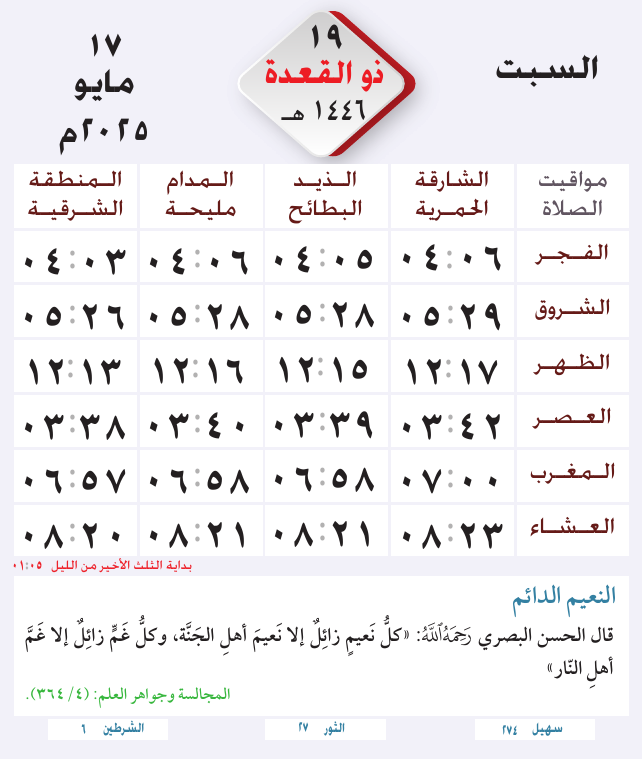 السبت
١٩
ذو القعدة
١٤٤٦ هـ
١٧
مايو
٢٠٢٥م
مواقيت الصلاة | الشارقة الحمرية | الذيد البطائح | المدام مليحة | المنطقة الشرقية
الفجر ٠٤:٠٦ ٠٤:٠٥ ٠٤:٠٦ ٠٤:٠٣
الشروق ٠٥:٢٩ ٠٥:٢٨ ٠٥:٢٨ ٠٥:٢٦
الظهر ١٢:١٧ ١٢:١٥ ١٢:١٦ ١٢:١٣
العصر ٠٣:٤٢ ٠٣:٣٩ ٠٣:٤٠ ٠٣:٣٨
المغرب ٠٧:٠٠ ٠٦:٥٨ ٠٦:٥٨ ٠٦:٥٧
العشاء ٠٨:٢٣ ٠٨:٢١ ٠٨:٢١ ٠٨:٢٠
بداية الثلث الأخير من الليل ٠١:٠٥
النعيم الدائم
قال الحسن البصري رَحِمَهُ اللَّهُ: «كلُّ نَعيمٍ زائِلٌ إلا نَعيمَ أهلِ الجَنَّة، وكلُّ غَمٍّ زائِلٌ إلا غَمَّ
أهلِ النّار»
المجالسة وجواهر العلم: (٤/ ٣٦٤).
سهيل ٢٧٤
الثور ٢٧
الشرطين ٦